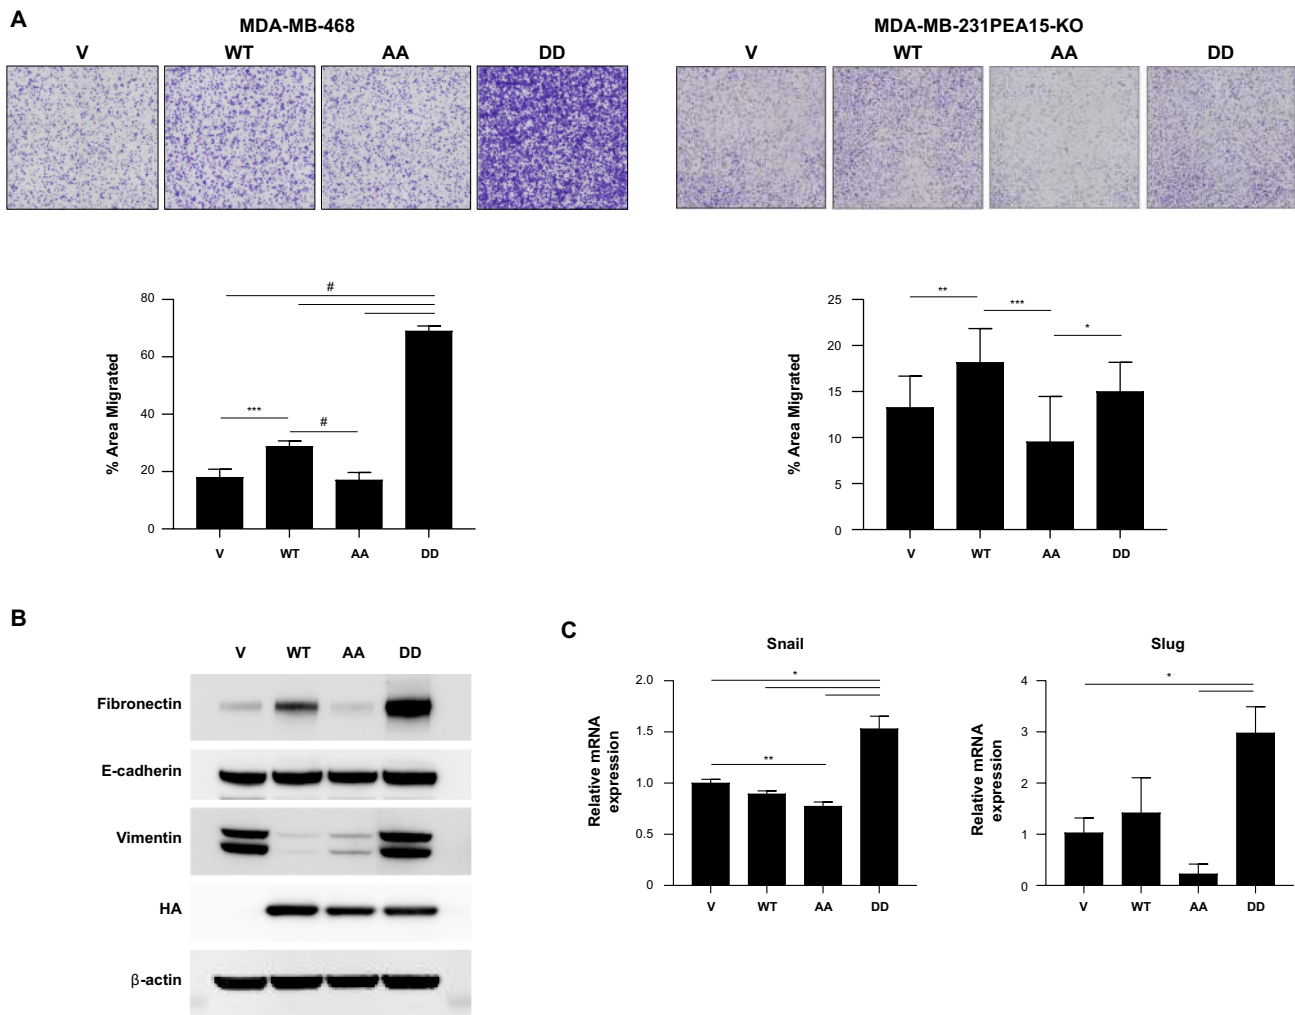 A
MDA-MB-468
V WT AA DD
MDA-MB-231PEA15-KO
V WT AA DD
% Area Migrated
80
60
40
20
0
#
***
#
V WT AA DD
% Area Migrated
25
20
15
10
5
0
**
***
*
V WT AA DD
B
V WT AA DD
Fibronectin
E-cadherin
Vimentin
HA
β-actin
C
Snail
Relative mRNA
expression
2.0
1.5
1.0
0.5
0
*
**
V WT AA DD
Slug
Relative mRNA
expression
4
3
2
1
0
*
V WT AA DD